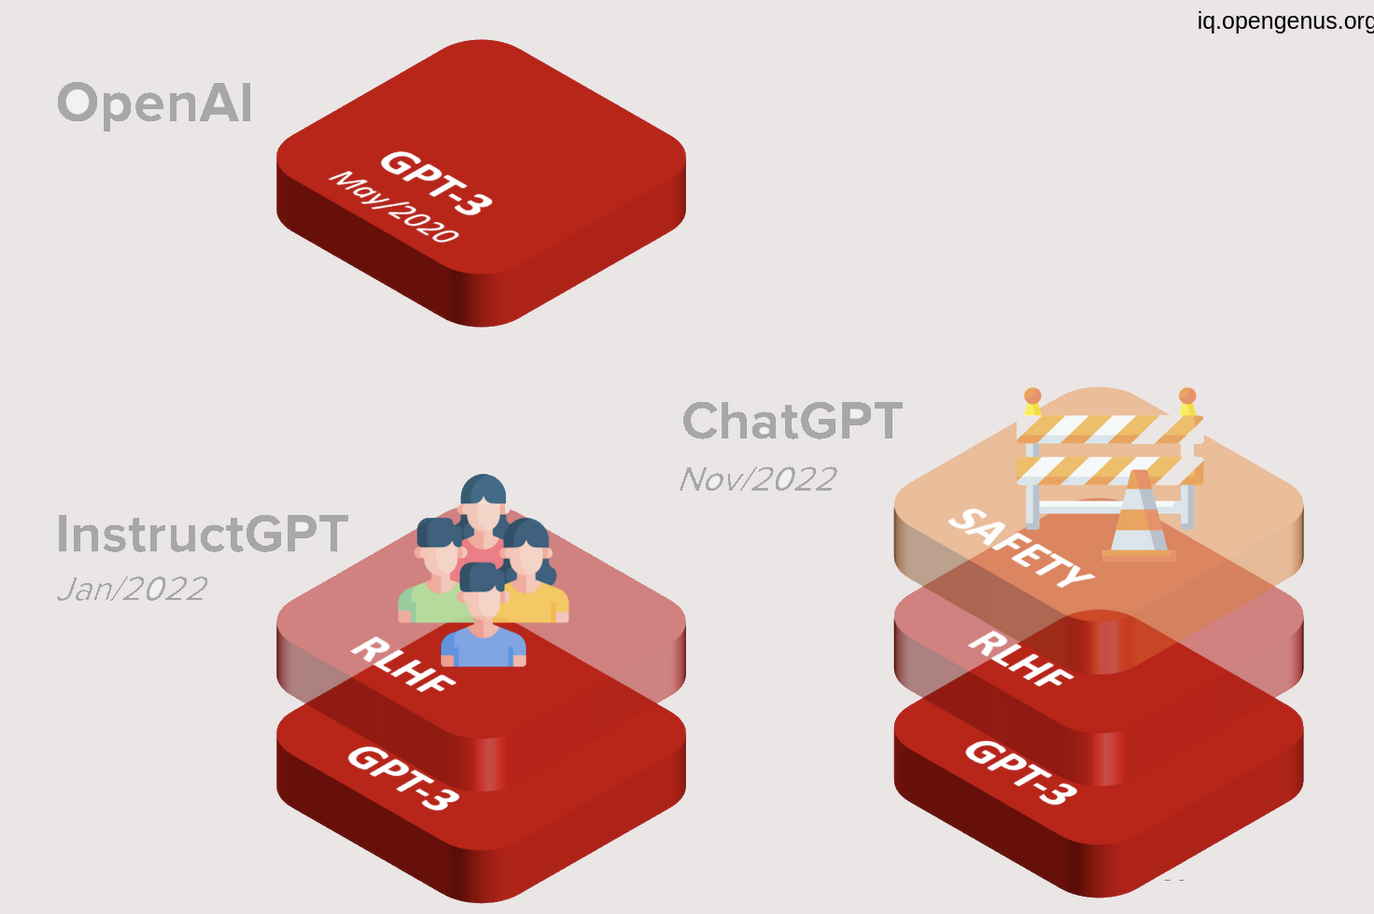 iq.opengenus.org
OpenAI
GPT-3
May/2020
ChatGPT
Nov/2022
InstructGPT
Jan/2022
RLHF
GPT-3
SAFETY
RLHF
GPT-3